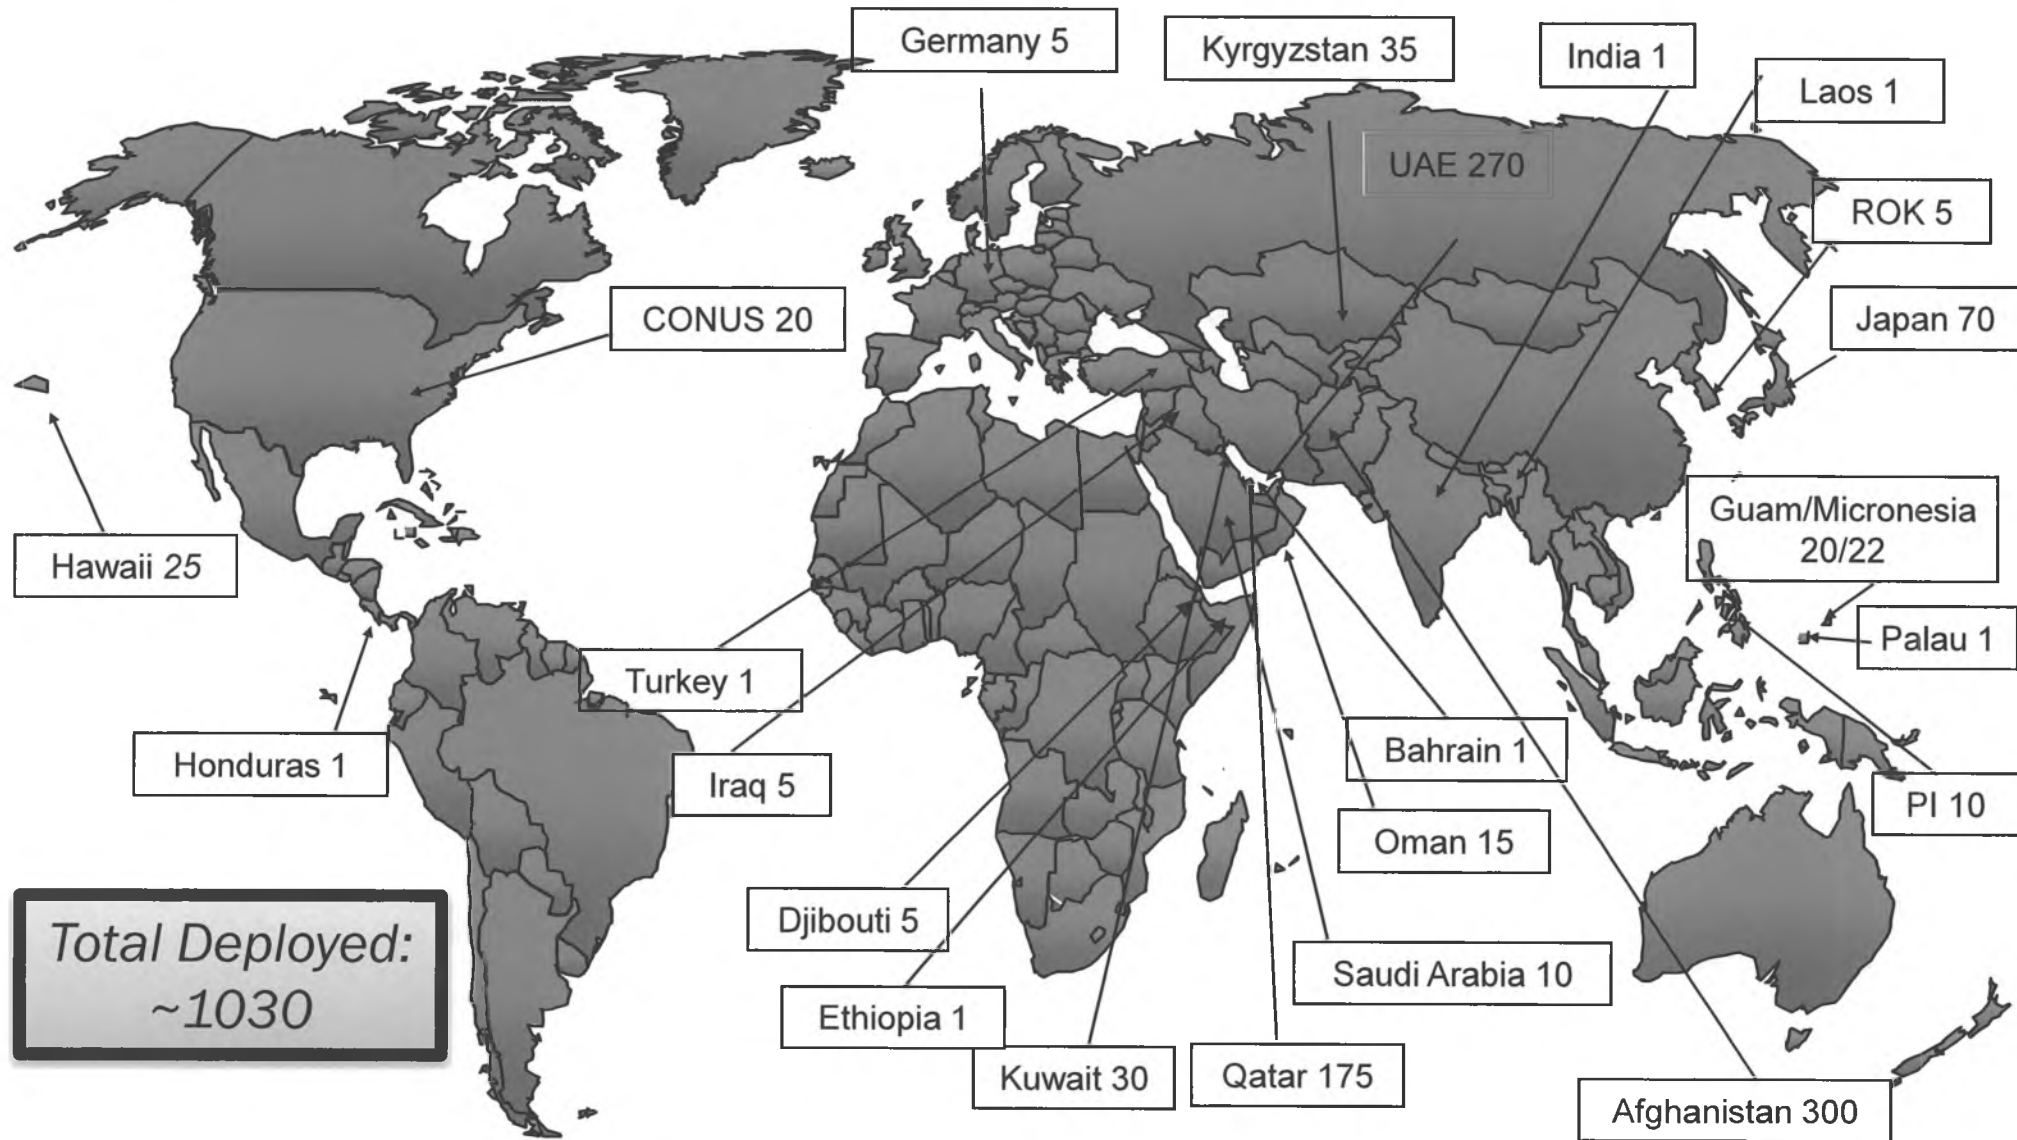 Germany 5
Kyrgyzstan 35
India 1
Laos 1
UAE 270
ROK 5
CONUS 20
Japan 70
Guam/Micronesia
20/22
Hawaii 25
Palau 1
Turkey 1
Honduras 1
Iraq 5
Bahrain 1
PI 10
Oman 15
Djibouti 5
Saudi Arabia 10
Total Deployed:
~1030
Ethiopia 1
Kuwait 30
Qatar 175
Afghanistan 300